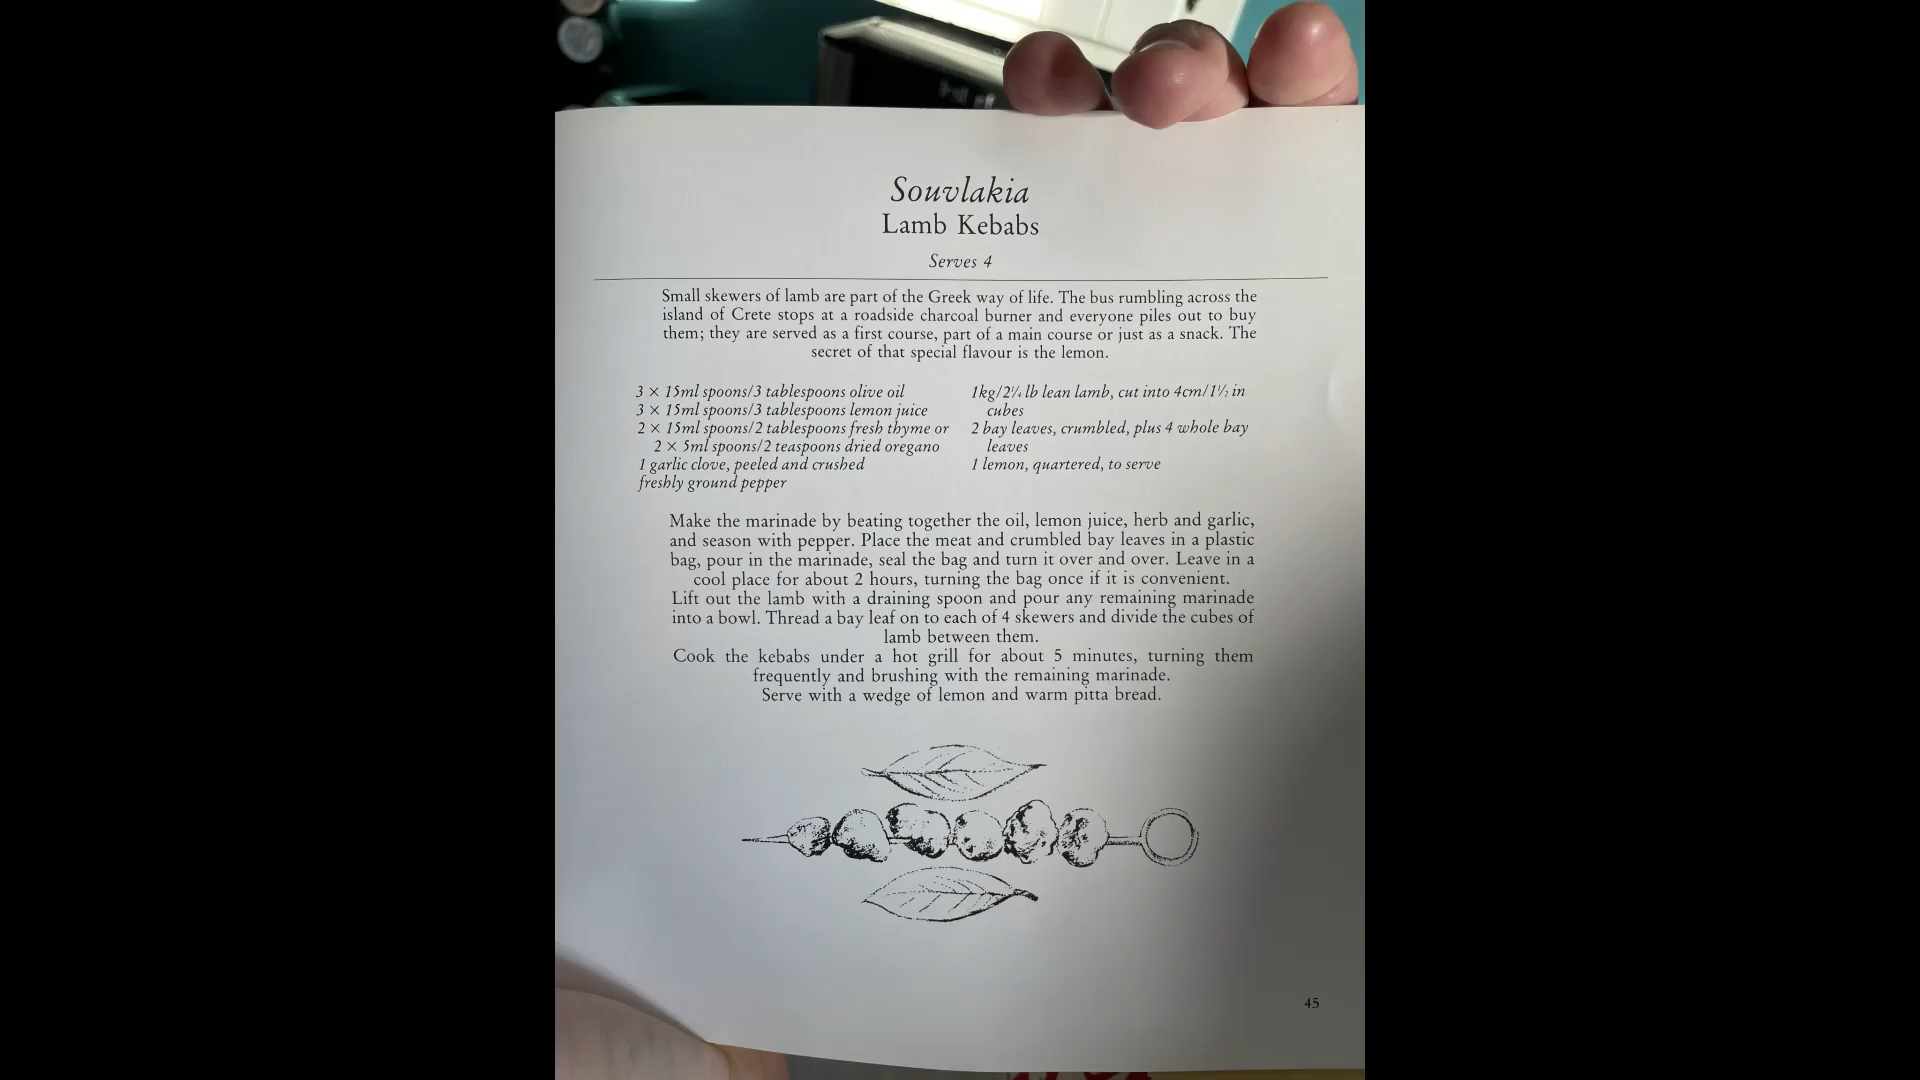 Souvlakia
Lamb Kebabs
Serves 4
Small skewers of lamb are part of the Greek way of life. The bus rumbling across the
island of Crete stops at a roadside charcoal burner and everyone piles out to buy
them; they are served as a first course, part of a main course or just as a snack. The
secret of that special flavour is the lemon.
3 × 15ml spoons/3 tablespoons olive oil
3 × 15ml spoons/3 tablespoons lemon juice
2 × 15ml spoons/2 tablespoons fresh thyme or
2 × 5ml spoons/2 teaspoons dried oregano
1 garlic clove, peeled and crushed
freshly ground pepper
1kg/2¼ lb lean lamb, cut into 4cm/1½ in
cubes
2 bay leaves, crumbled, plus 4 whole bay
leaves
1 lemon, quartered, to serve
Make the marinade by beating together the oil, lemon juice, herb and garlic,
and season with pepper. Place the meat and crumbled bay leaves in a plastic
bag, pour in the marinade, seal the bag and turn it over and over. Leave in a
cool place for about 2 hours, turning the bag once if it is convenient.
Lift out the lamb with a draining spoon and pour any remaining marinade
into a bowl. Thread a bay leaf on to each of 4 skewers and divide the cubes of
lamb between them.
Cook the kebabs under a hot grill for about 5 minutes, turning them
frequently and brushing with the remaining marinade.
Serve with a wedge of lemon and warm pitta bread.
45